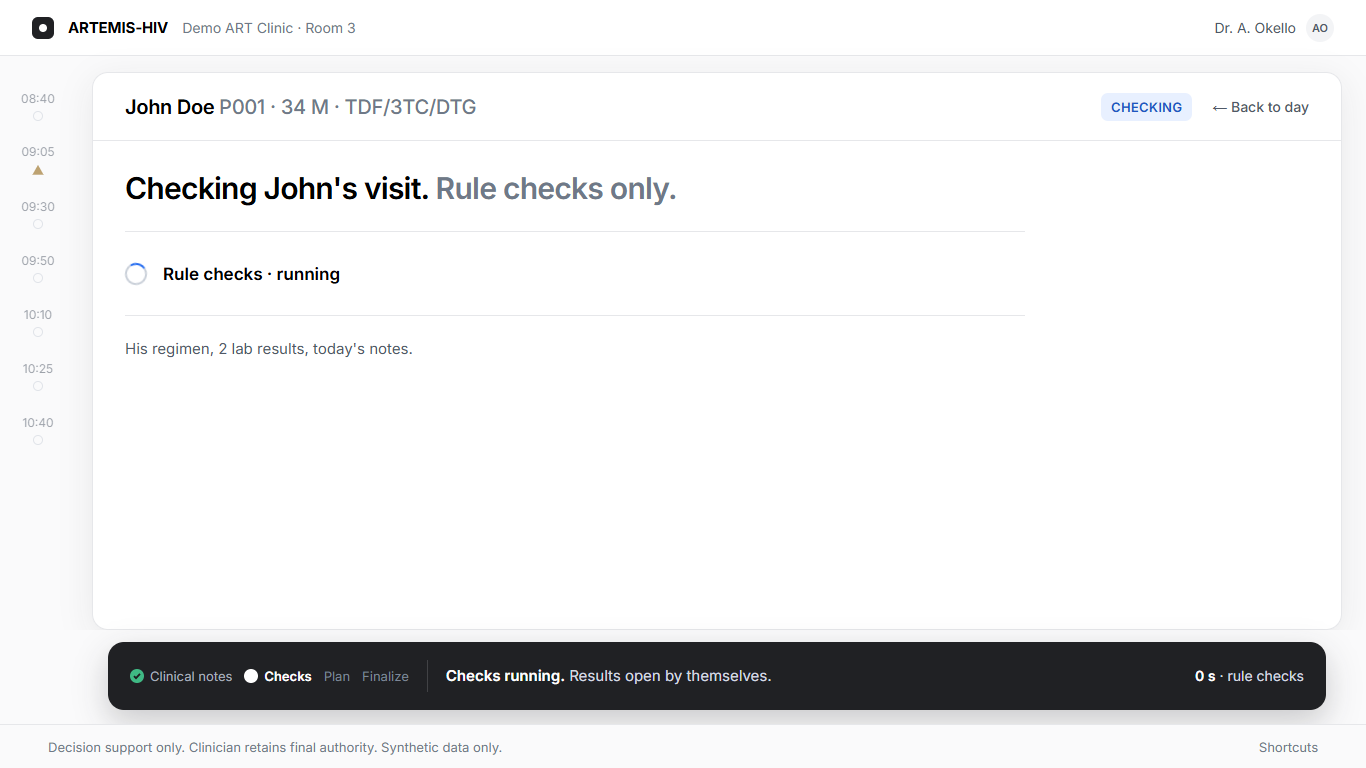 ARTEMIS-HIV Demo ART Clinic · Room 3
Dr. A. Okello AO
08:40
09:05
09:30
09:50
10:10
10:25
10:40
John Doe P001 · 34 M · TDF/3TC/DTG
CHECKING
← Back to day
Checking John's visit. Rule checks only.
Rule checks · running
His regimen, 2 lab results, today's notes.
Clinical notes Checks Plan Finalize
Checks running. Results open by themselves.
0 s · rule checks
Decision support only. Clinician retains final authority. Synthetic data only.
Shortcuts